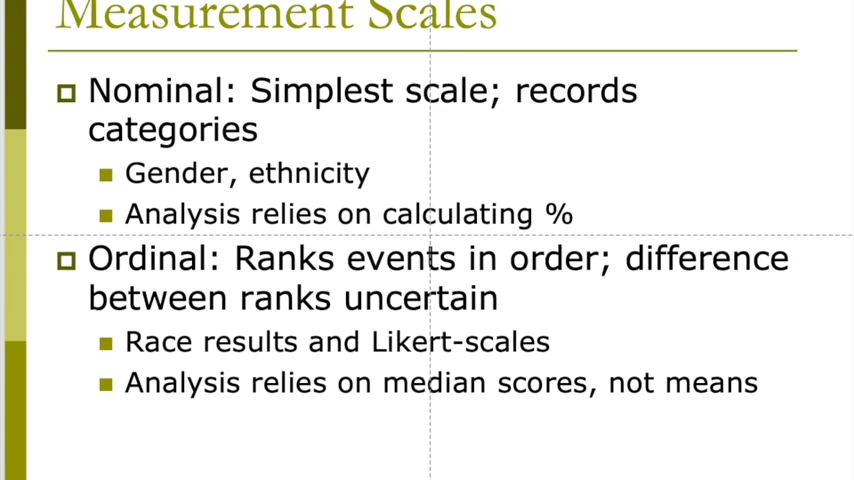 Measurement Scales
Nominal: Simplest scale; records
categories
Gender, ethnicity
Analysis relies on calculating %
Ordinal: Ranks events in order; difference
between ranks uncertain
Race results and Likert-scales
Analysis relies on median scores, not means